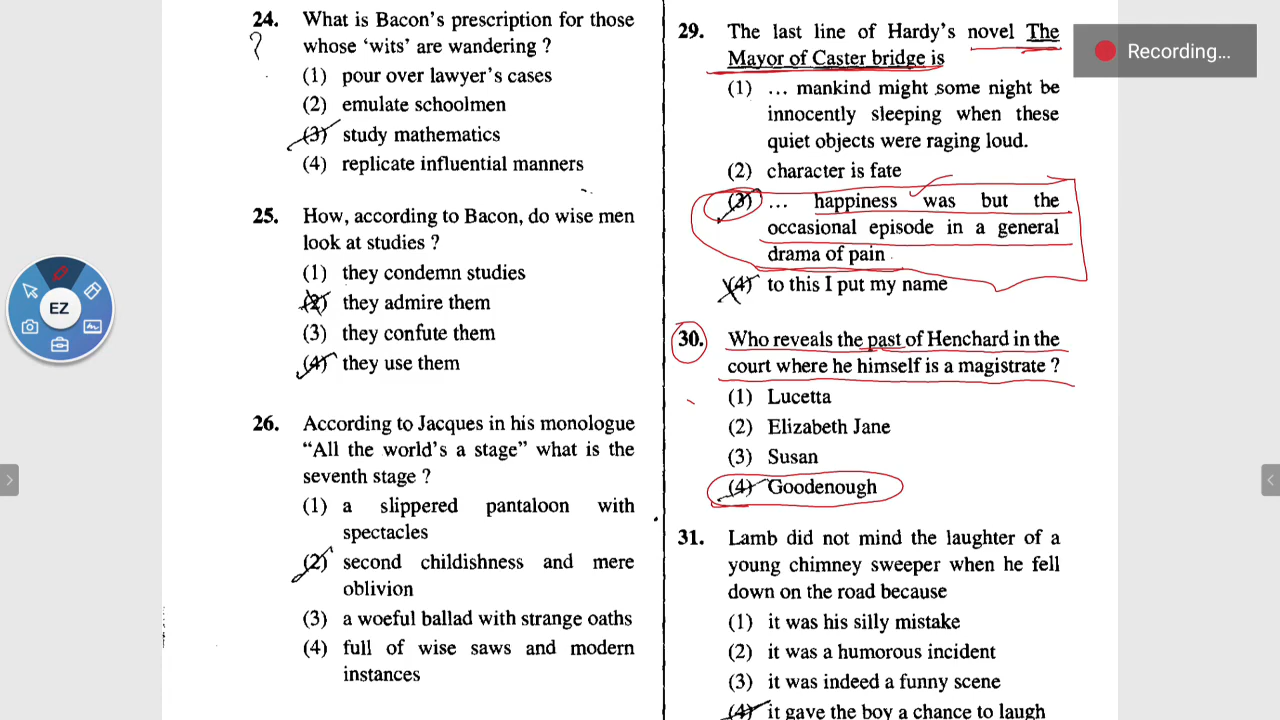 24. What is Bacon's prescription for those
? whose 'wits' are wandering ?
(1) pour over lawyer's cases
(2) emulate schoolmen
(3) study mathematics
(4) replicate influential manners
25. How, according to Bacon, do wise men
look at studies ?
(1) they condemn studies
(2) they admire them
(3) they confute them
(4) they use them
26. According to Jacques in his monologue
"All the world's a stage" what is the
seventh stage ?
(1) a slippered pantaloon with
spectacles
(2) second childishness and mere
oblivion
(3) a woeful ballad with strange oaths
(4) full of wise saws and modern
instances
29. The last line of Hardy's novel The
Mayor of Caster bridge is
(1) ... mankind might some night be
innocently sleeping when these
quiet objects were raging loud.
(2) character is fate
(3) ... happiness was but the
occasional episode in a general
drama of pain
(4) to this I put my name
30. Who reveals the past of Henchard in the
court where he himself is a magistrate ?
(1) Lucetta
(2) Elizabeth Jane
(3) Susan
(4) Goodenough
31. Lamb did not mind the laughter of a
young chimney sweeper when he fell
down on the road because
(1) it was his silly mistake
(2) it was a humorous incident
(3) it was indeed a funny scene
(4) it gave the boy a chance to laugh
Recording...
EZ